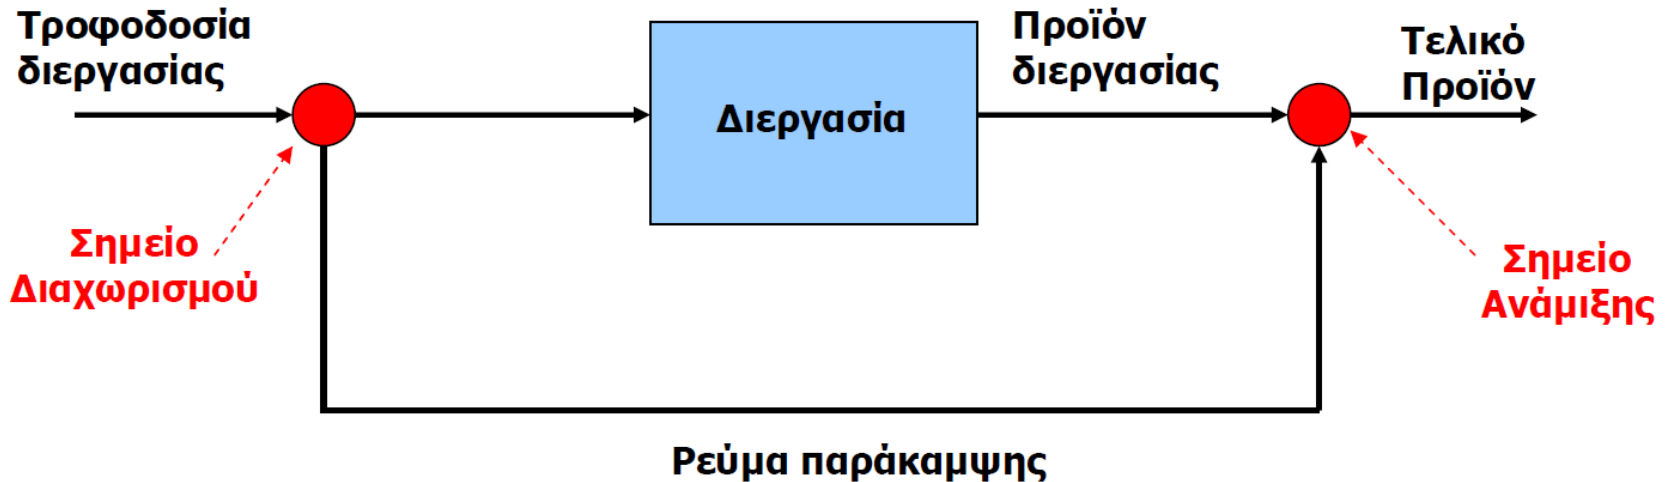 Τροφοδοσία
διεργασίας
Διεργασία
Προϊόν
διεργασίας
Τελικό
Προϊόν
Σημείο
Διαχωρισμού
Σημείο
Ανάμιξης
Ρεύμα παράκαμψης